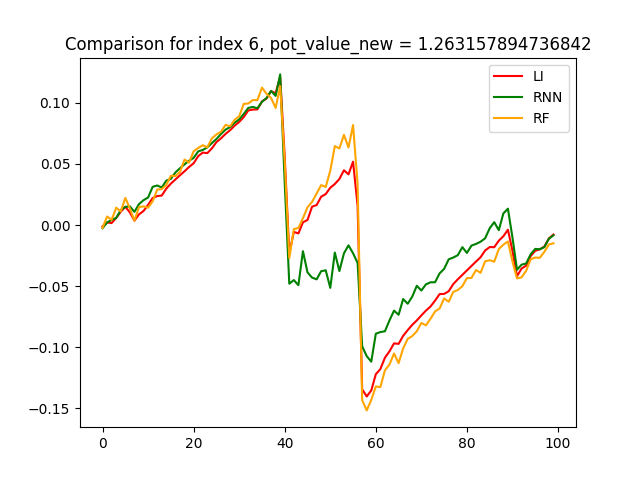 Comparison for index 6, pot_value_new = 1.263157894736842
LI
RNN
RF
0.10
0.05
0.00
−0.05
−0.10
−0.15
0 20 40 60 80 100